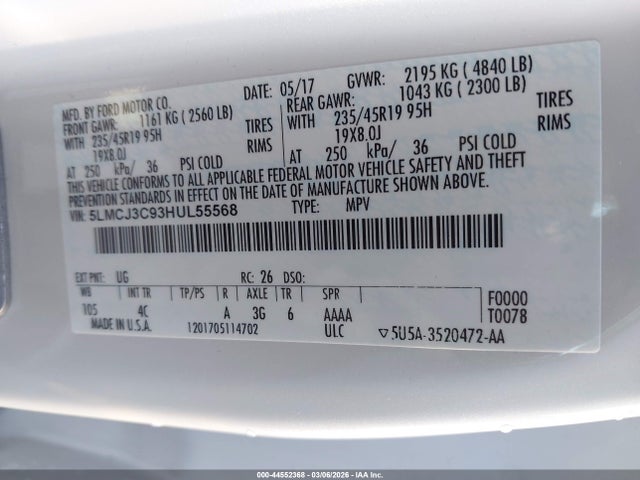 MFD. BY FORD MOTOR CO. DATE: 05/17 GVWR: 2195 KG ( 4840 LB)
FRONT GAWR: 1161 KG ( 2560 LB) REAR GAWR: 1043 KG ( 2300 LB)
WITH 235/45R19 95H TIRES WITH 235/45R19 95H TIRES
19X8.0J RIMS 19X8.0J RIMS
AT 250 kPa/ 36 PSI COLD AT 250 kPa/ 36 PSI COLD
THIS VEHICLE CONFORMS TO ALL APPLICABLE FEDERAL MOTOR VEHICLE SAFETY AND THEFT
PREVENTION STANDARDS IN EFFECT ON THE DATE OF MANUFACTURE SHOWN ABOVE.
VIN: 5LMCJ3C93HUL55568 TYPE: MPV
EXT PNT: UG RC: 26 DSO:
WB INT TR TP/PS R AXLE TR SPR F0000
105 4C A 3G 6 AAAA T0078
MADE IN U.S.A. 1201705114702 ULC ▽5U5A-3520472-AA
000-44552368 - 03/06/2026 - IAA Inc.